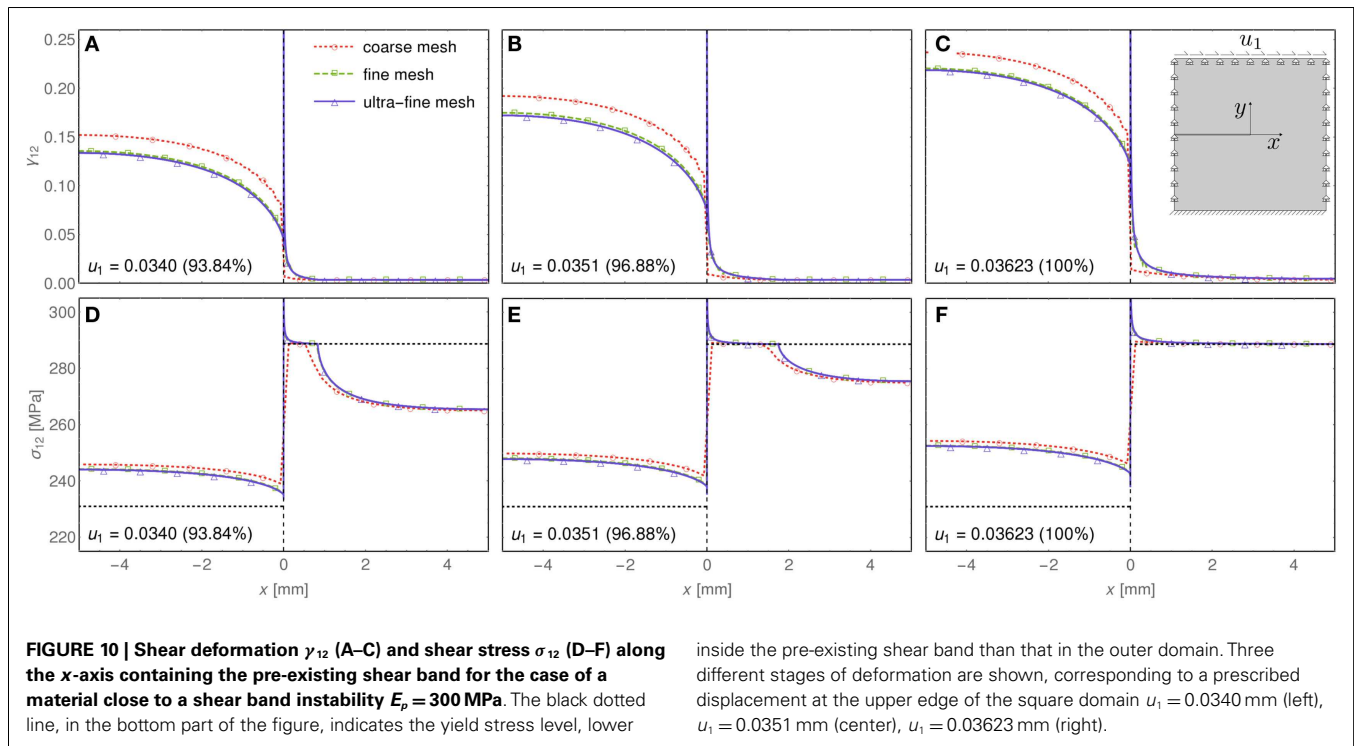 A
B
C
D
E
F
coarse mesh
fine mesh
ultra-fine mesh
u₁
y
x
0.25
0.20
0.15
0.10
0.05
0.00
γ₁₂
u₁ = 0.0340 (93.84%)
u₁ = 0.0351 (96.88%)
u₁ = 0.03623 (100%)
300
280
260
240
220
σ₁₂ [MPa]
u₁ = 0.0340 (93.84%)
u₁ = 0.0351 (96.88%)
u₁ = 0.03623 (100%)
−4 −2 0 2 4
−4 −2 0 2 4
−4 −2 0 2 4
x [mm]
x [mm]
x [mm]
FIGURE 10 | Shear deformation γ₁₂ (A–C) and shear stress σ₁₂ (D–F) along
the x-axis containing the pre-existing shear band for the case of a
material close to a shear band instability Eₚ = 300 MPa. The black dotted
line, in the bottom part of the figure, indicates the yield stress level, lower
inside the pre-existing shear band than that in the outer domain. Three
different stages of deformation are shown, corresponding to a prescribed
displacement at the upper edge of the square domain u₁ = 0.0340 mm (left),
u₁ = 0.0351 mm (center), u₁ = 0.03623 mm (right).